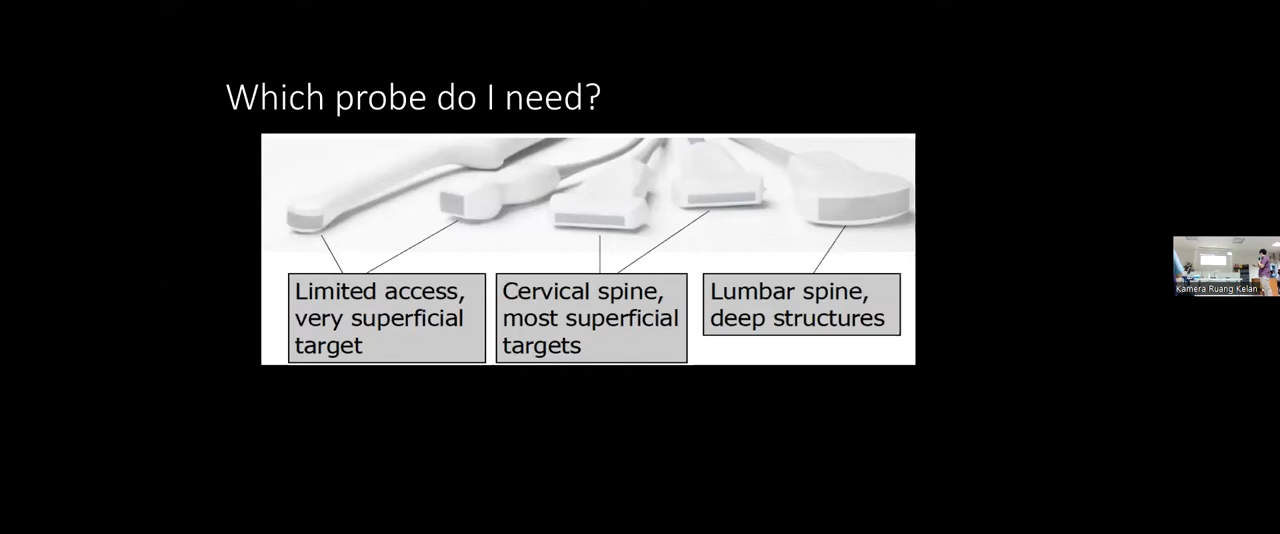 Which probe do I need?
Limited access,
very superficial
target
Cervical spine,
most superficial
targets
Lumbar spine,
deep structures
Kamera Ruang Kelan